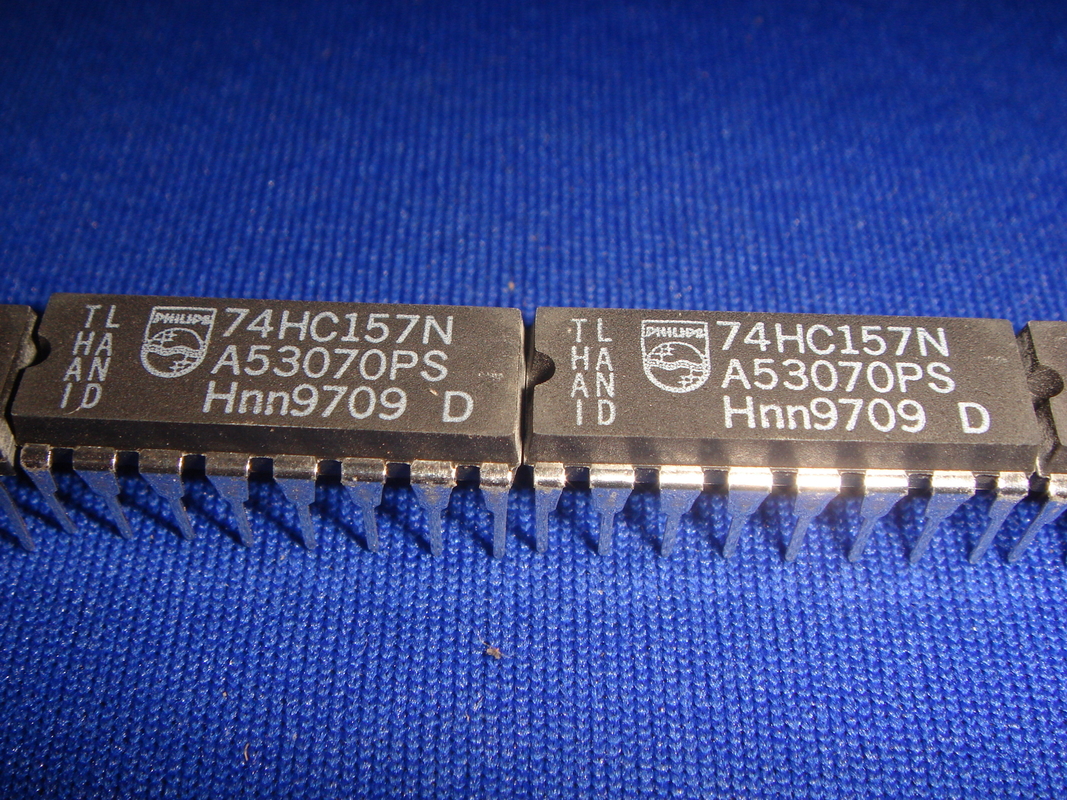 TL
HA
AN
ID
PHILIPS
74HC157N
A53070PS
Hnn9709 D
TL
HA
AN
ID
PHILIPS
74HC157N
A53070PS
Hnn9709 D